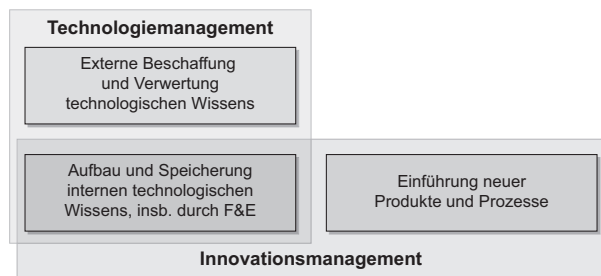 Technologiemanagement
Externe Beschaffung
und Verwertung
technologischen Wissens
Aufbau und Speicherung
internen technologischen
Wissens, insb. durch F&E
Einführung neuer
Produkte und Prozesse
Innovationsmanagement